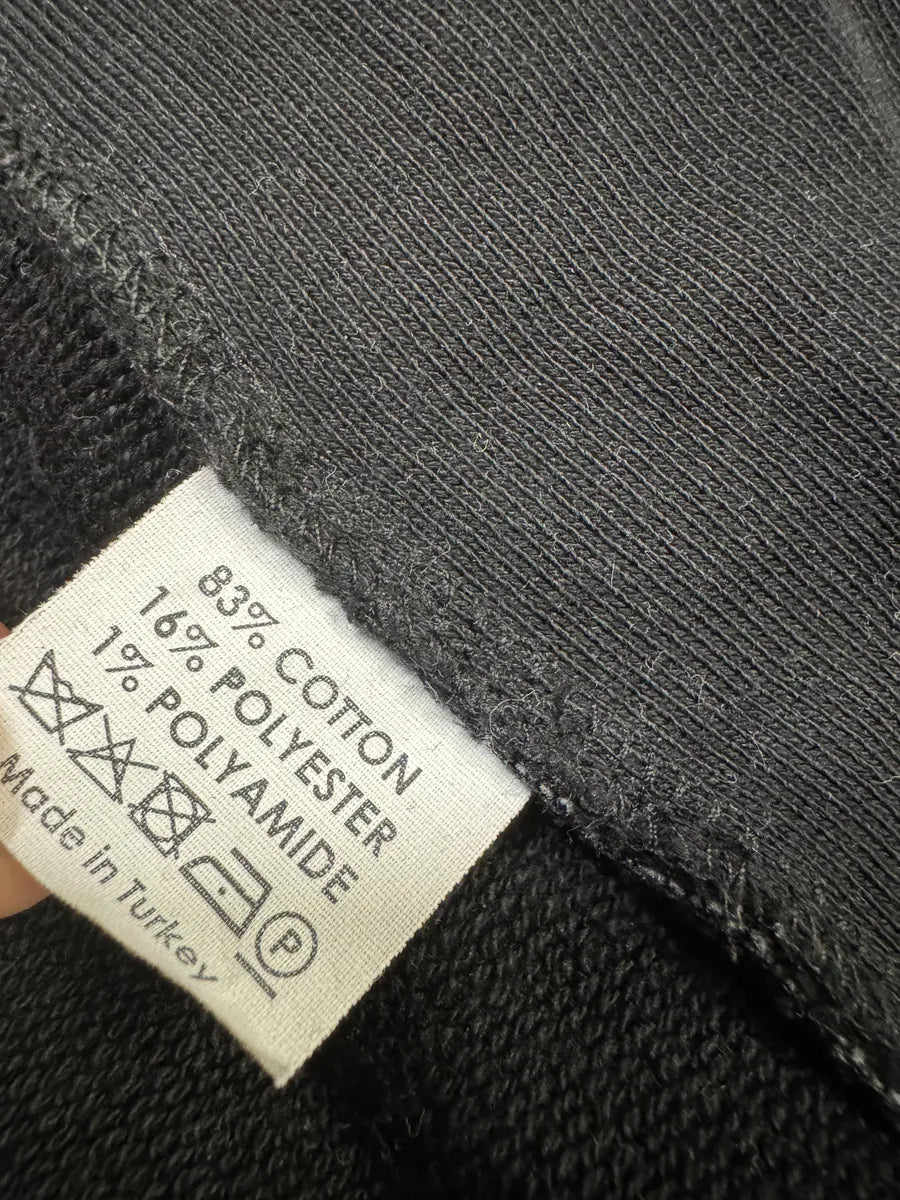 83% COTTON
16% POLYESTER
1% POLYAMIDE
P
Made in Turkey